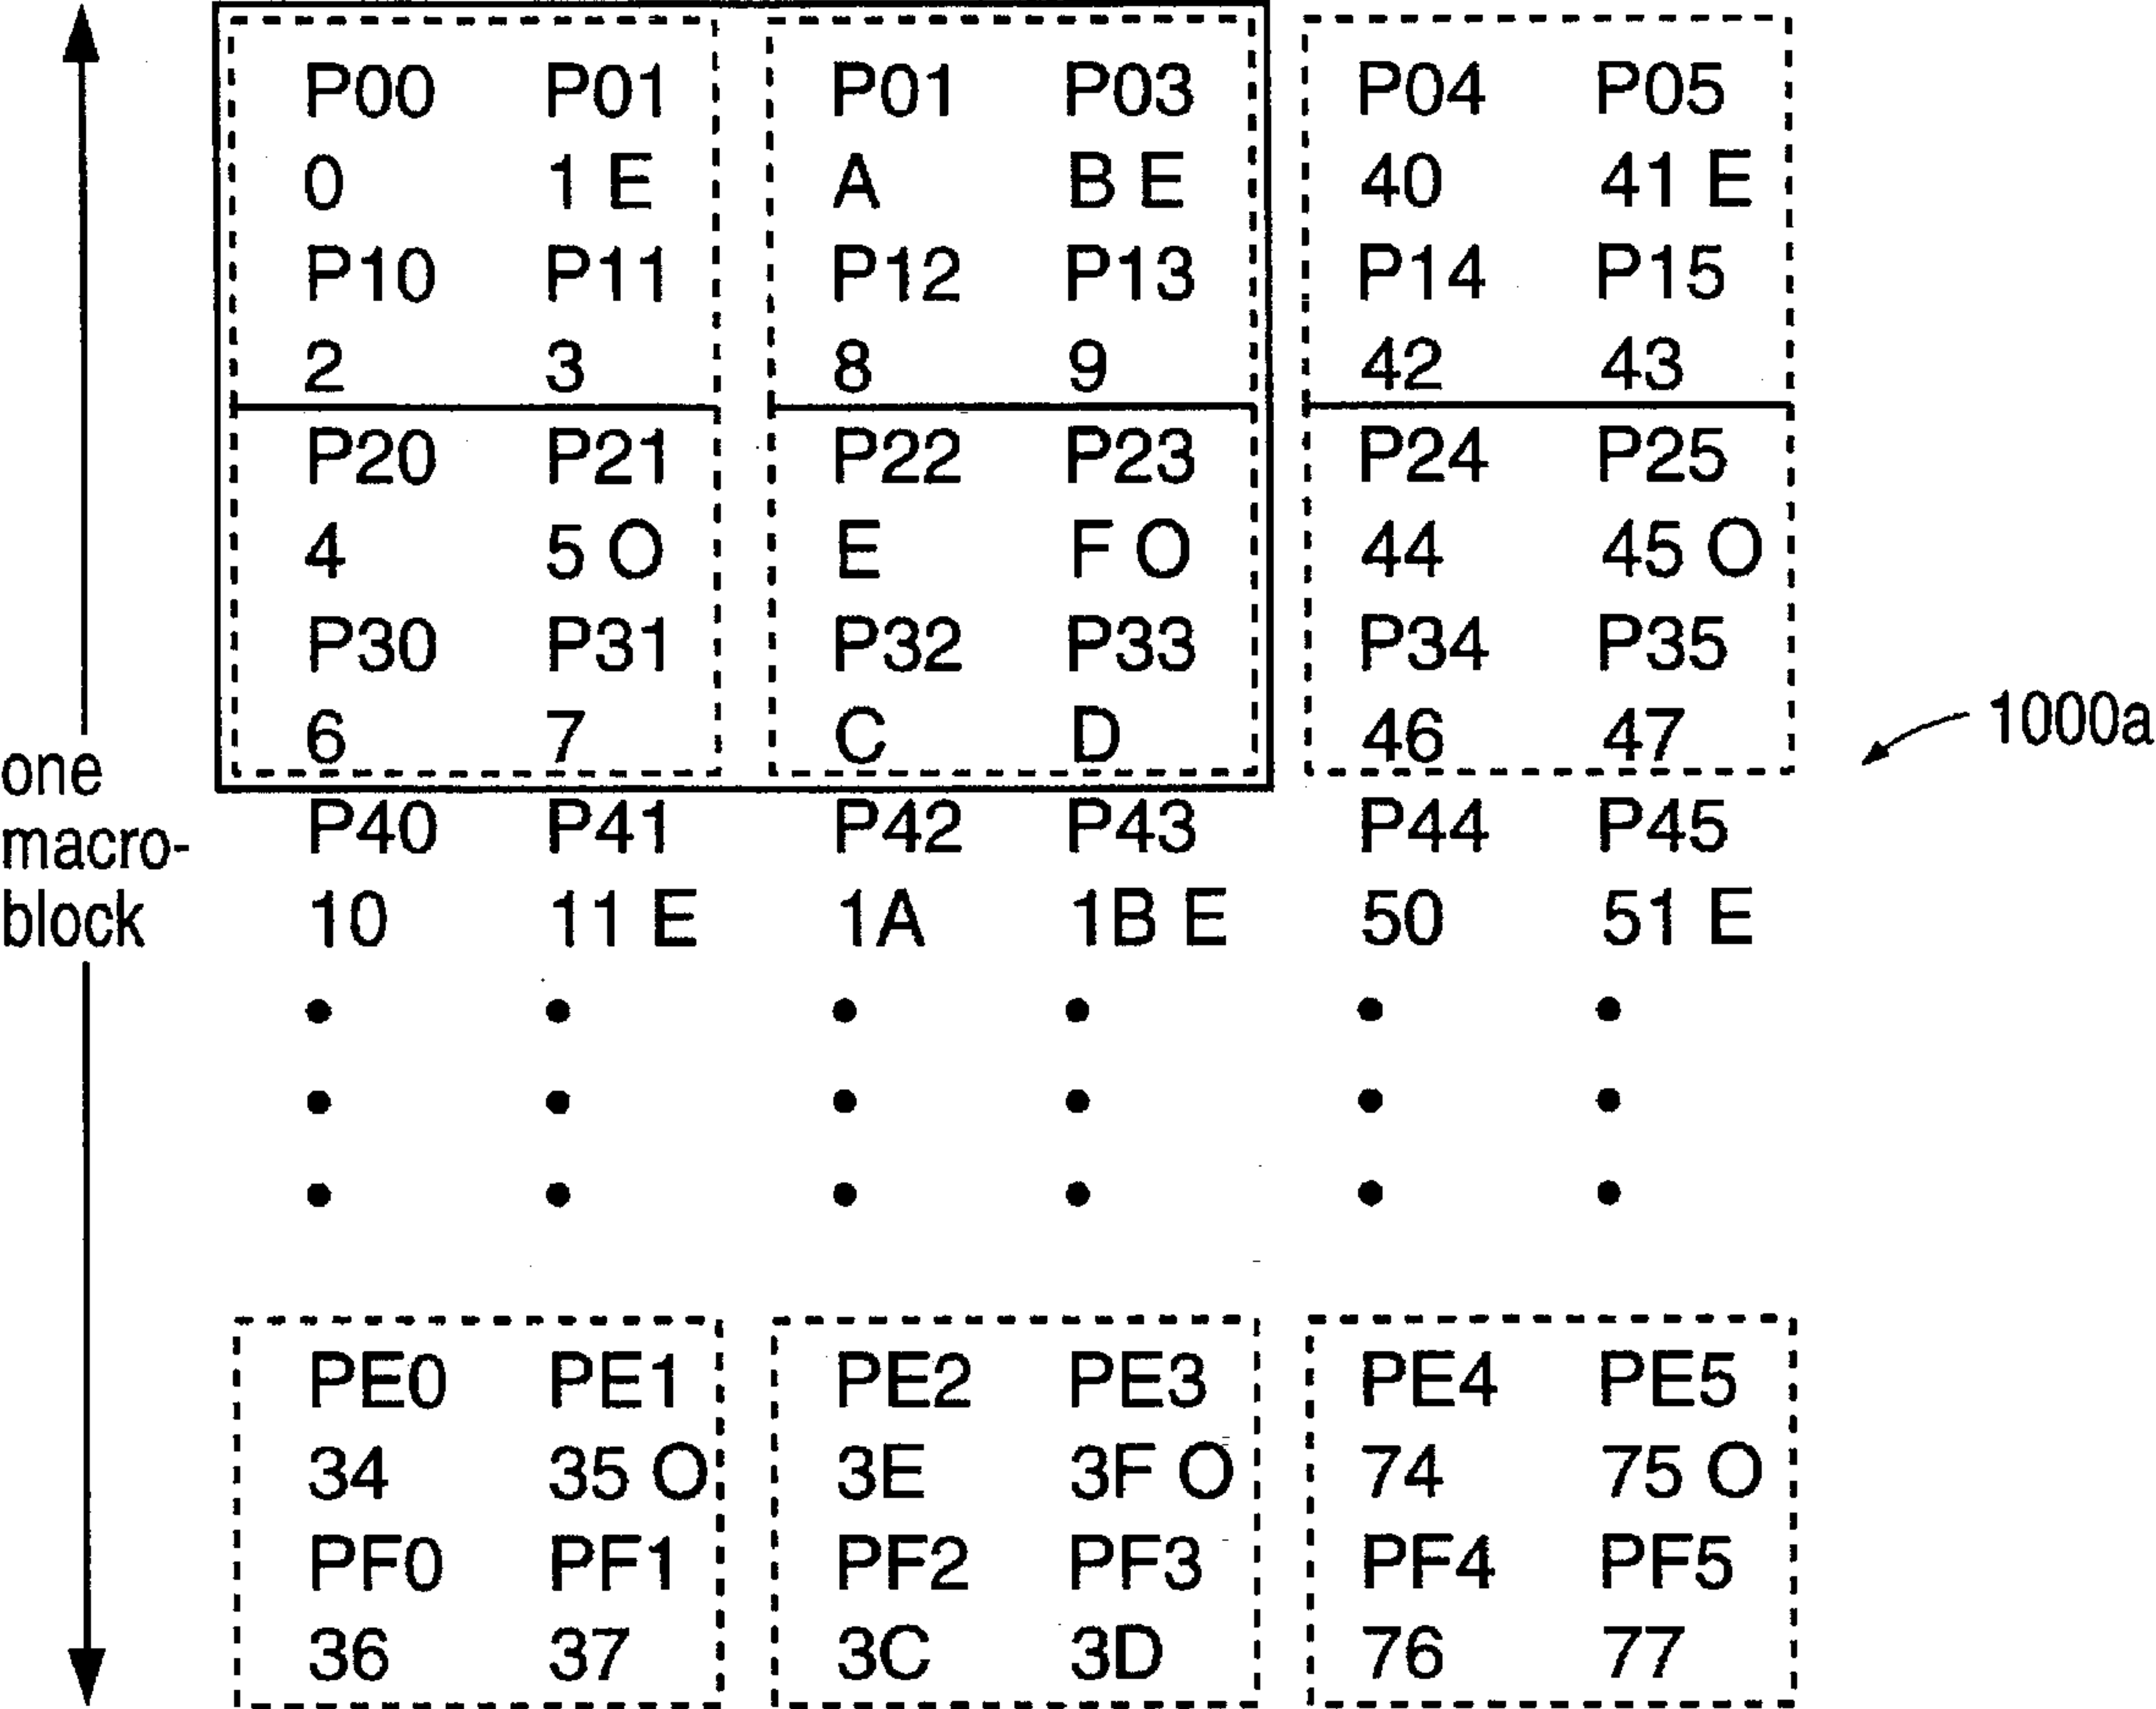 P00 P01 P01 P03 P04 P05
0 1 E A B E 40 41 E
P10 P11 P12 P13 P14 P15
2 3 8 9 42 43
P20 P21 P22 P23 P24 P25
4 5 O E F O 44 45 O
P30 P31 P32 P33 P34 P35
6 7 C D 46 47
1000a
one
macro-
block
P40 P41 P42 P43 P44 P45
10 11 E 1A 1B E 50 51 E
PE0 PE1 PE2 PE3 PE4 PE5
34 35 O 3E 3F O 74 75 O
PF0 PF1 PF2 PF3 PF4 PF5
36 37 3C 3D 76 77